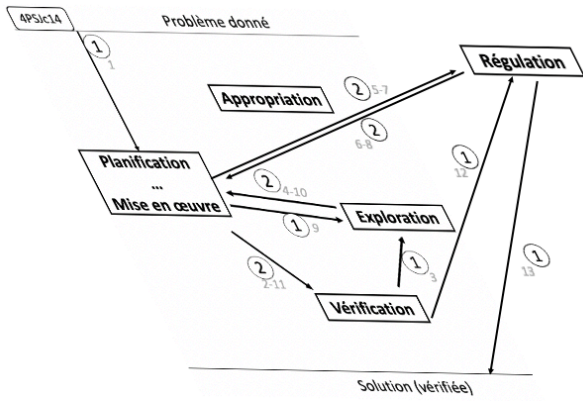 4PSJc14
Problème donné
1
1
Régulation
Appropriation
2 5-7
2
6-8
Planification
...
Mise en œuvre
1
12
2 4-10
1 9
Exploration
2
2-11
1
3
1
13
Vérification
Solution (vérifiée)